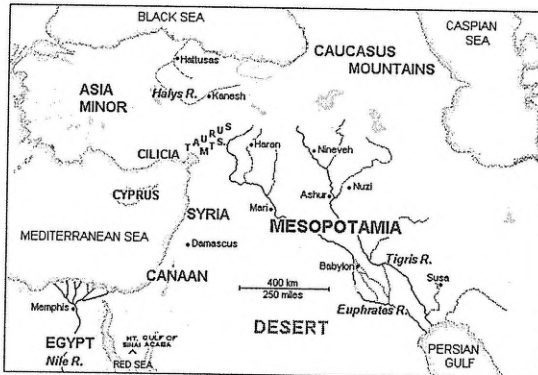 BLACK SEA
CASPIAN
SEA
Hattusas
CAUCASUS
MOUNTAINS
ASIA
MINOR
Halys R.
Kanesh
TAURUS
MTS.
CILICIA
Haran
Nineveh
Ashur
Nuzi
CYPRUS
SYRIA
Mari
MESOPOTAMIA
MEDITERRANEAN SEA
Damascus
Tigris R.
Babylon
Susa
CANAAN
400 km
250 miles
Euphrates R.
Memphis
DESERT
EGYPT
MT.
SINAI
GULF OF
ACABA
Nile R.
RED SEA
PERSIAN
GULF